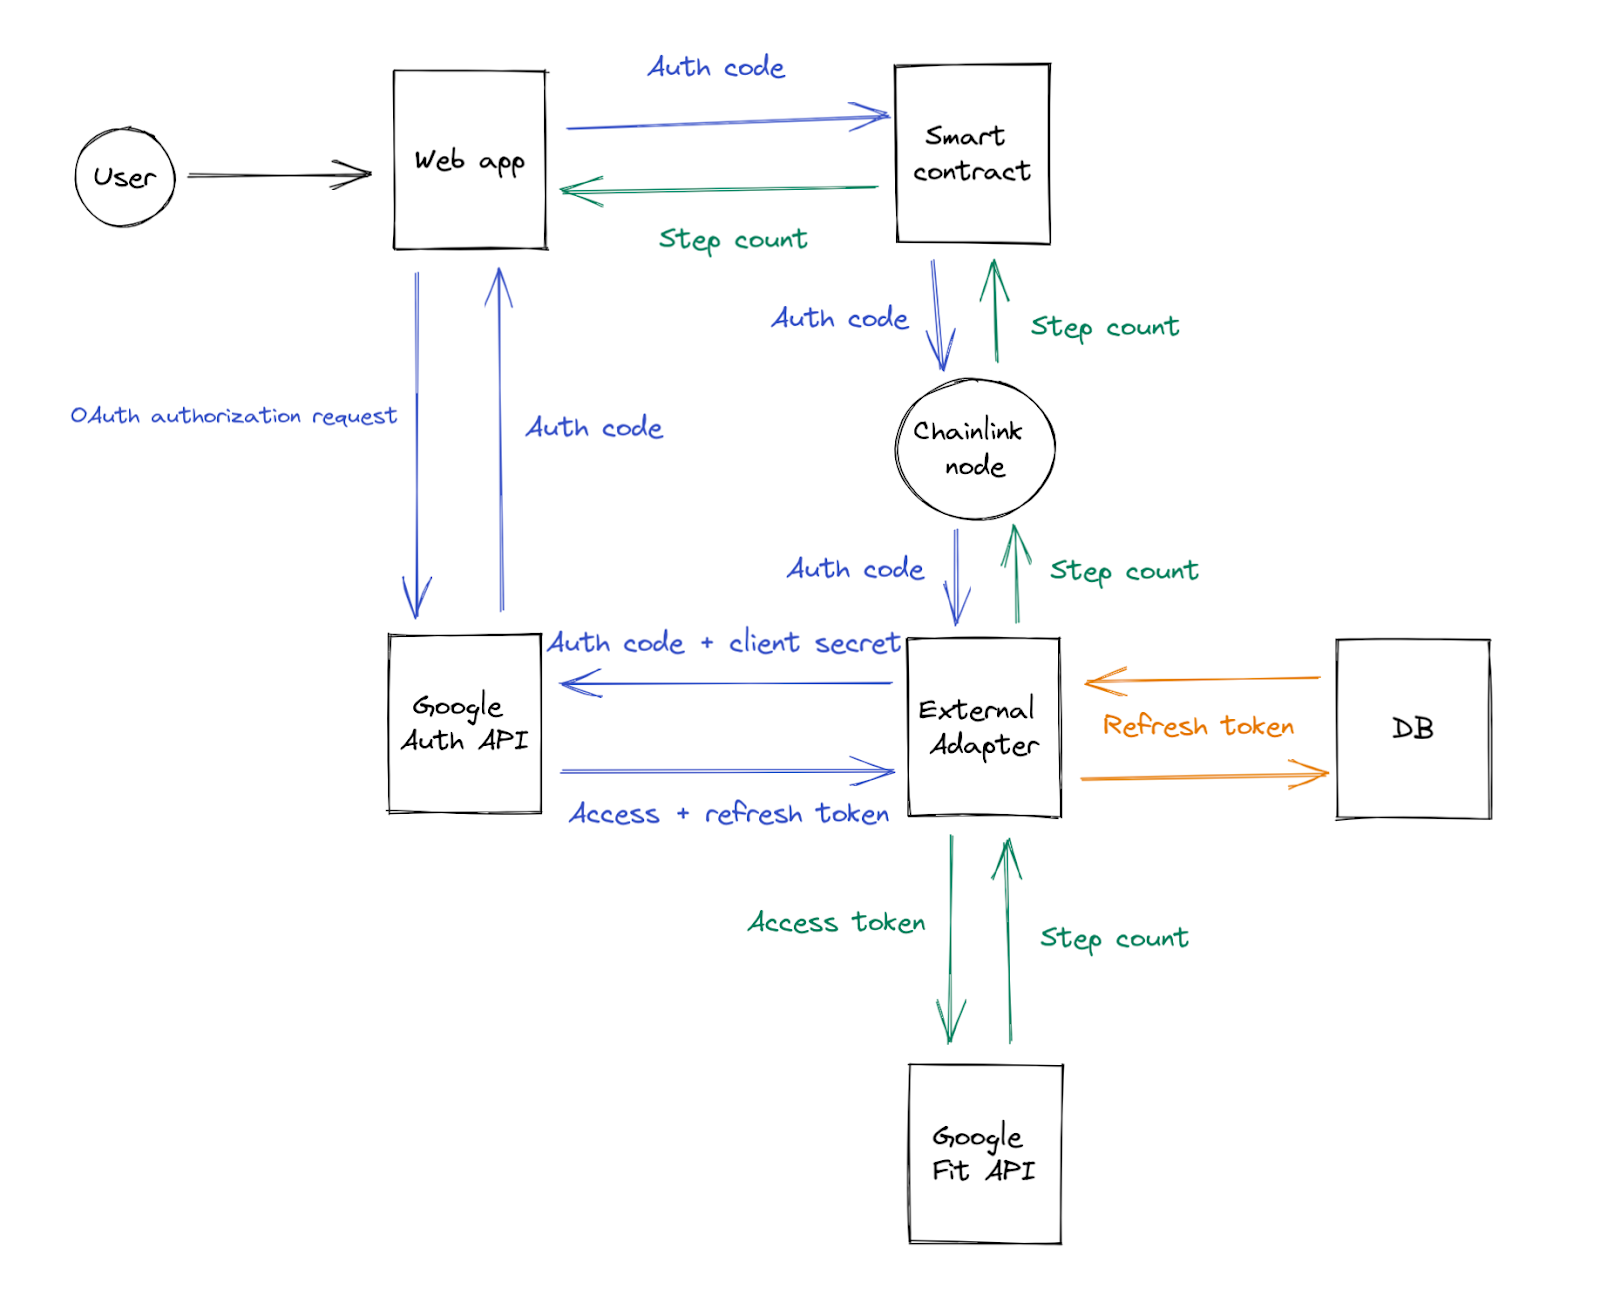 Auth code
User
Web app
Smart
contract
Step count
Auth code
Step count
OAuth authorization request
Auth code
Chainlink
node
Auth code
Step count
Auth code + client secret
Google
Auth API
External
Adapter
Refresh token
DB
Access + refresh token
Access token
Step count
Google
Fit API